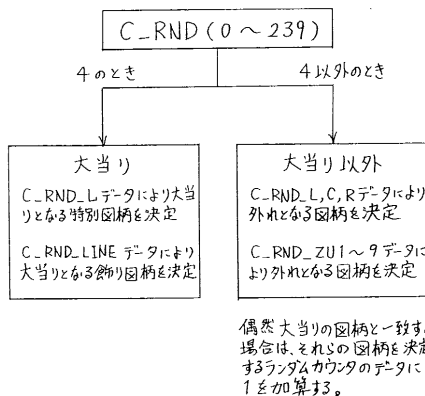 C_RND(0～239)
4のとき
4以外のとき
大当り
C_RND_Lデータにより大当
りとなる特別図柄を決定
C_RND_LINEデータにより
大当りとなる飾り図柄を決定
大当り以外
C_RND_L,C,Rデータにより
外れとなる図柄を決定
C_RND_ZU1～9データに
より外れとなる図柄を決定
偶然大当りの図柄と一致する
場合は、それらの図柄を決定
するランダムカウンタのデータに
1を加算する。